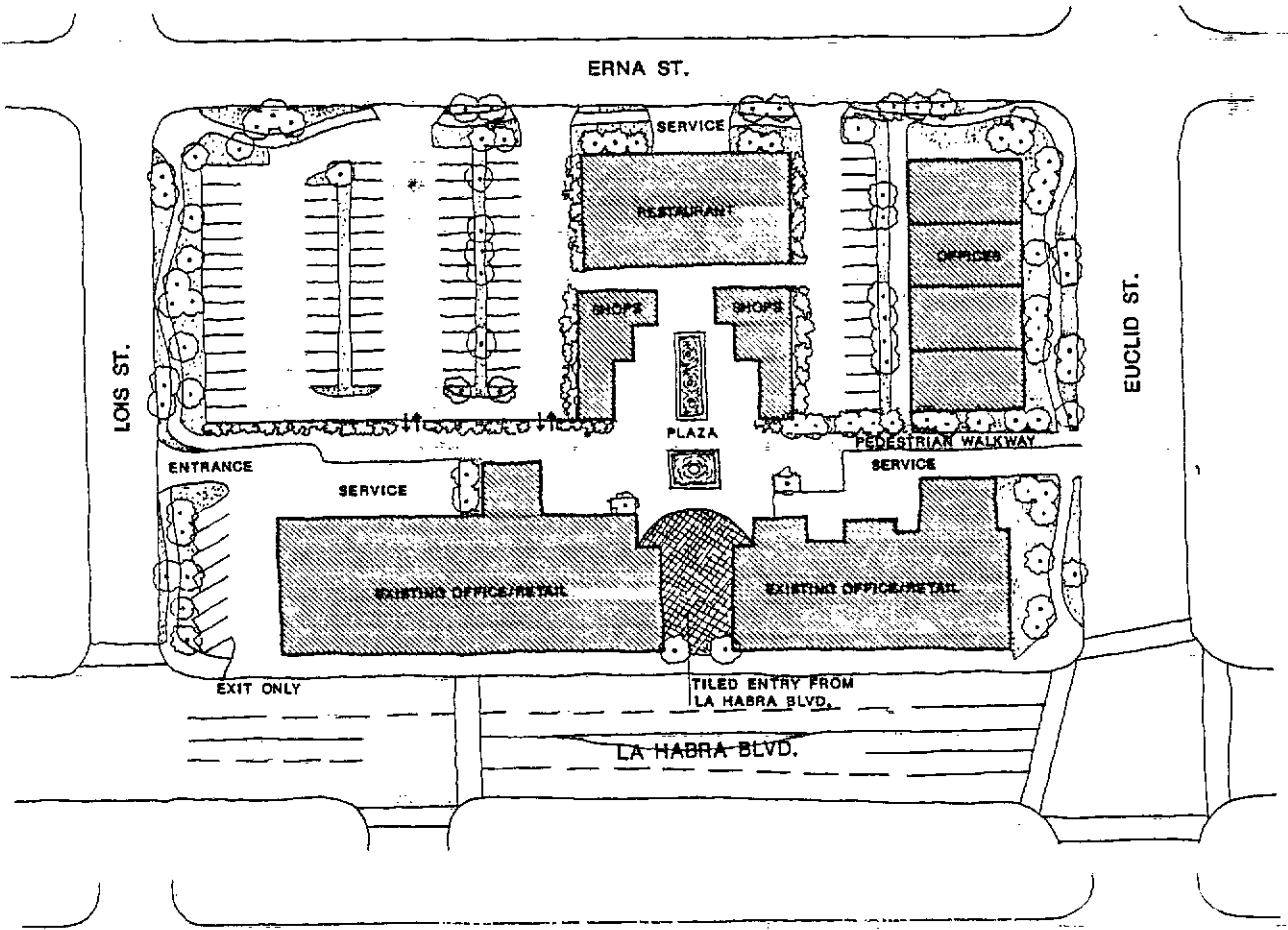 ERNA ST.
SERVICE
RESTAURANT
OFFICES
SHOPS
SHOPS
LOIS ST.
EUCLID ST.
PLAZA
PEDESTRIAN WALKWAY
ENTRANCE
SERVICE
SERVICE
EXISTING OFFICE/RETAIL
EXISTING OFFICE/RETAIL
EXIT ONLY
TILED ENTRY FROM
LA HABRA BLVD.
LA HABRA BLVD.